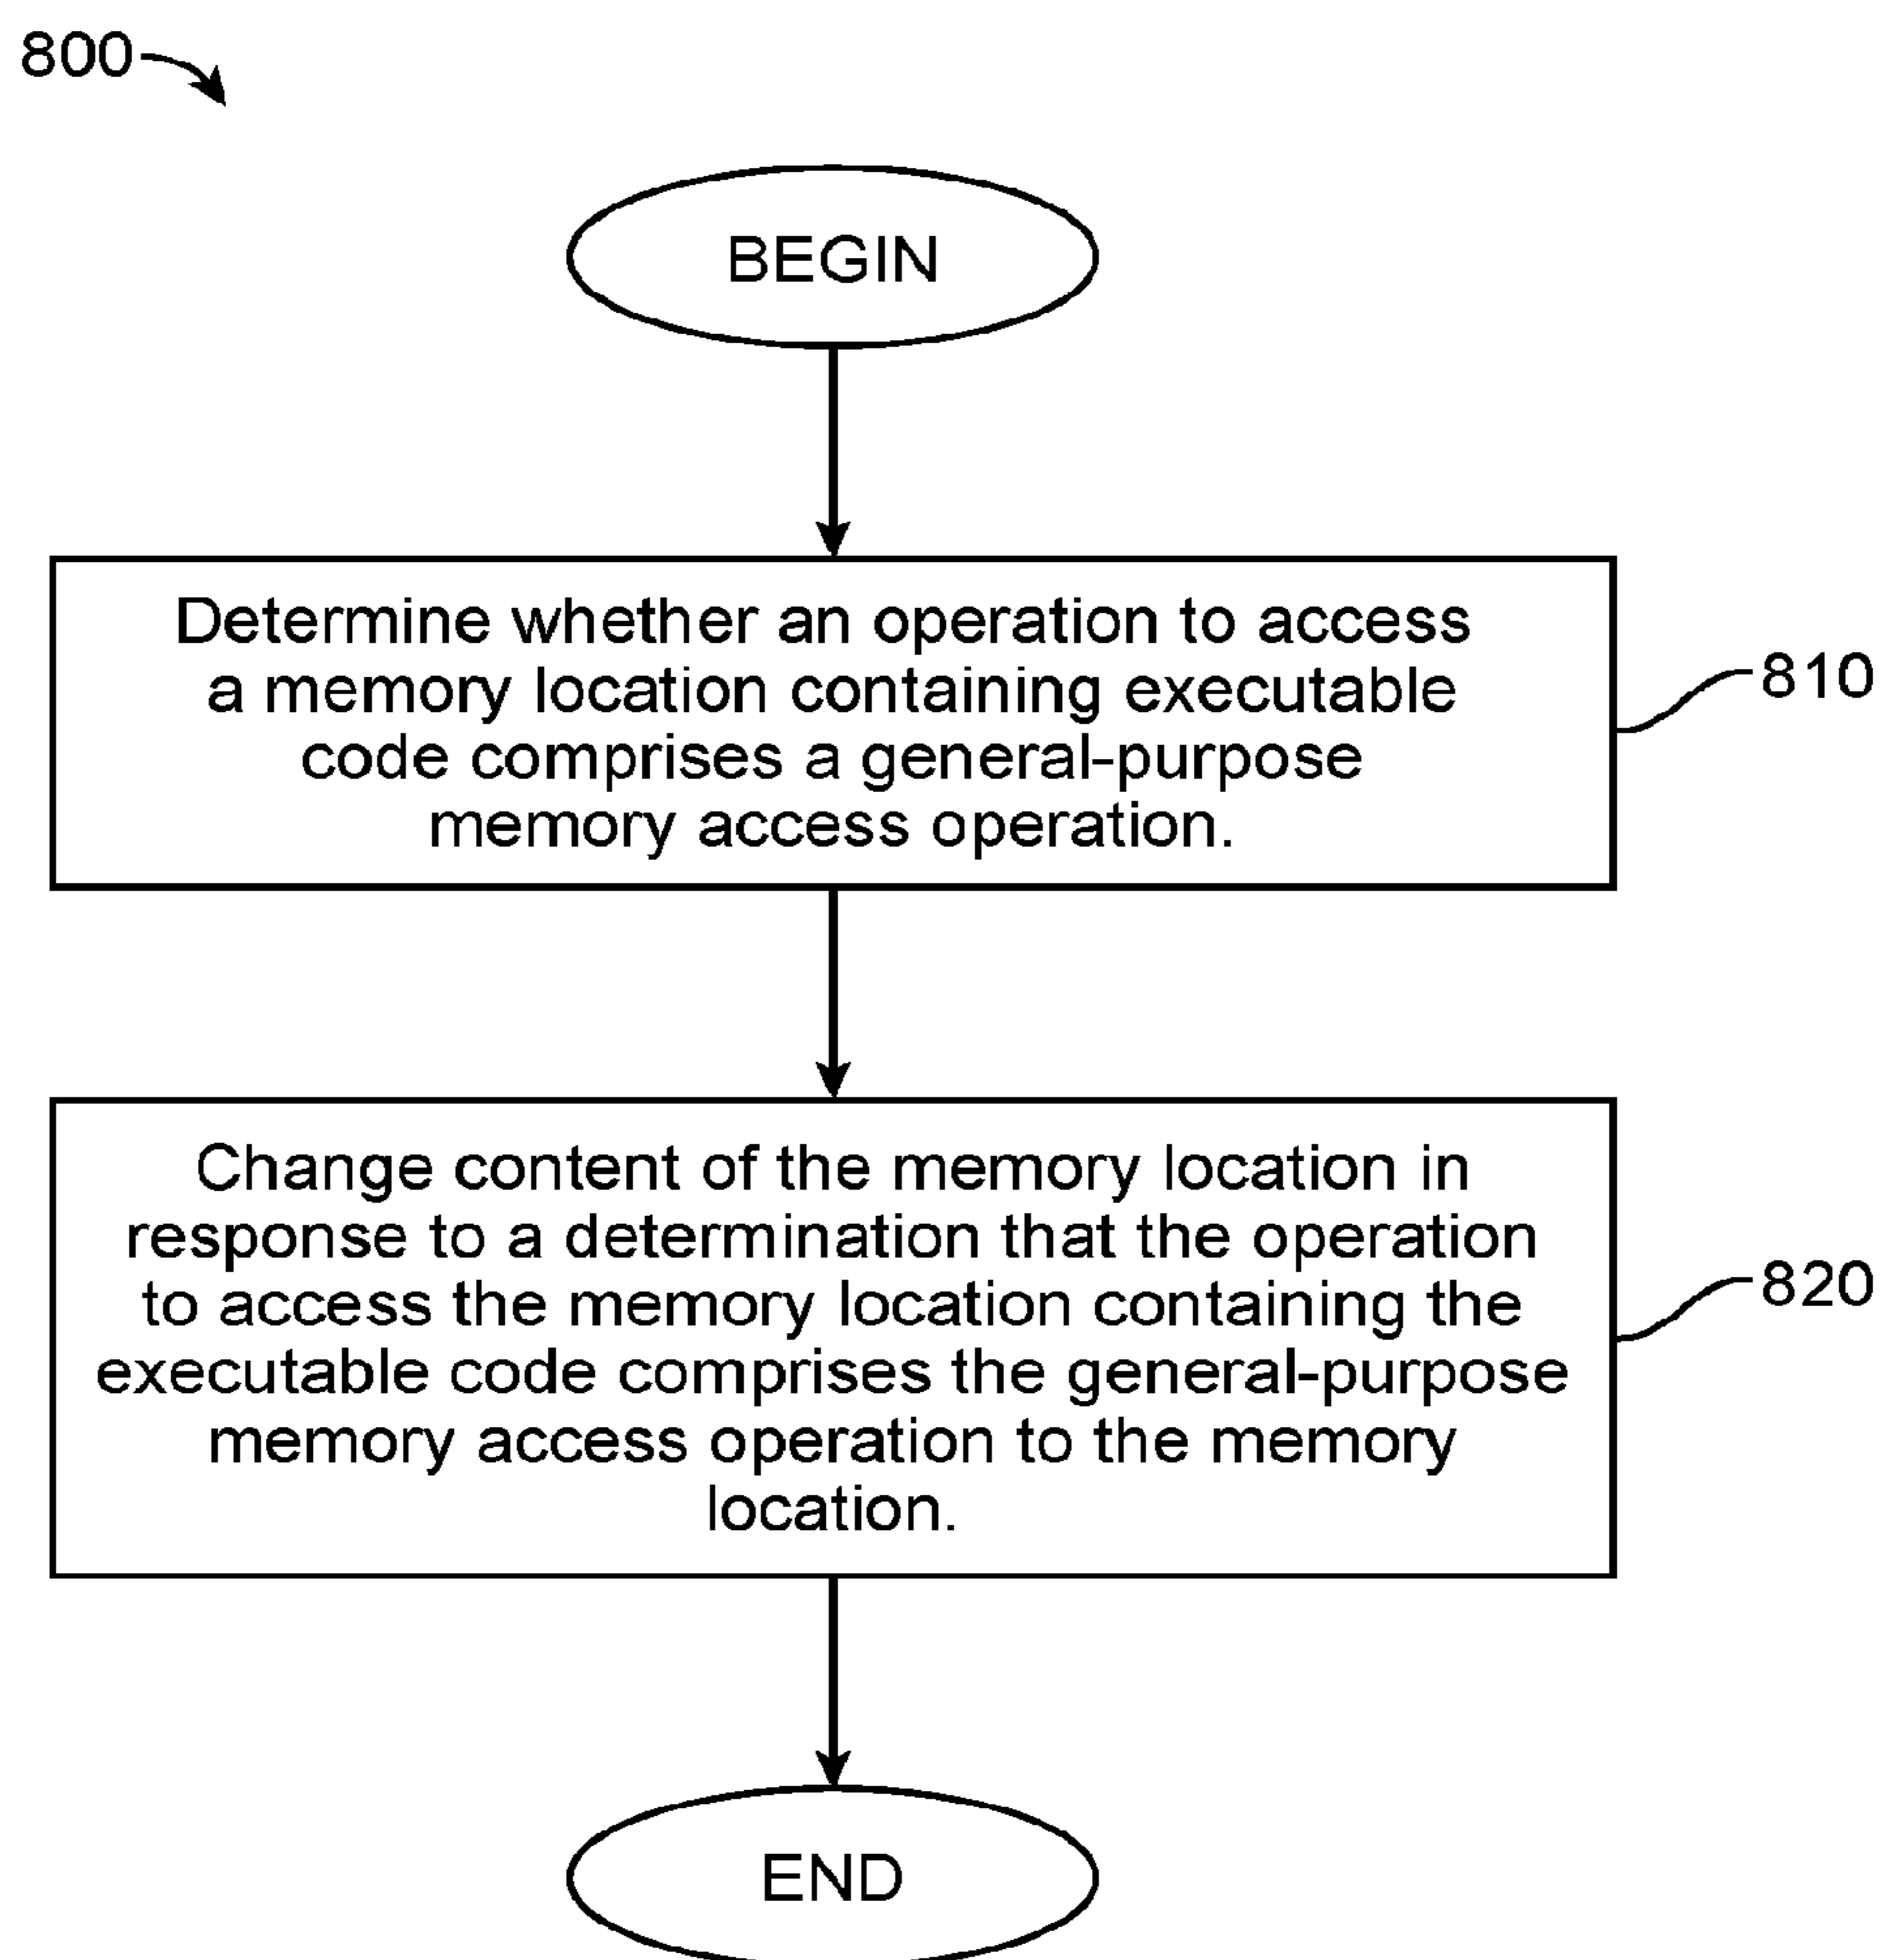 800
BEGIN
Determine whether an operation to access
a memory location containing executable
code comprises a general-purpose
memory access operation.
810
Change content of the memory location in
response to a determination that the operation
to access the memory location containing the
executable code comprises the general-purpose
memory access operation to the memory
location.
820
END